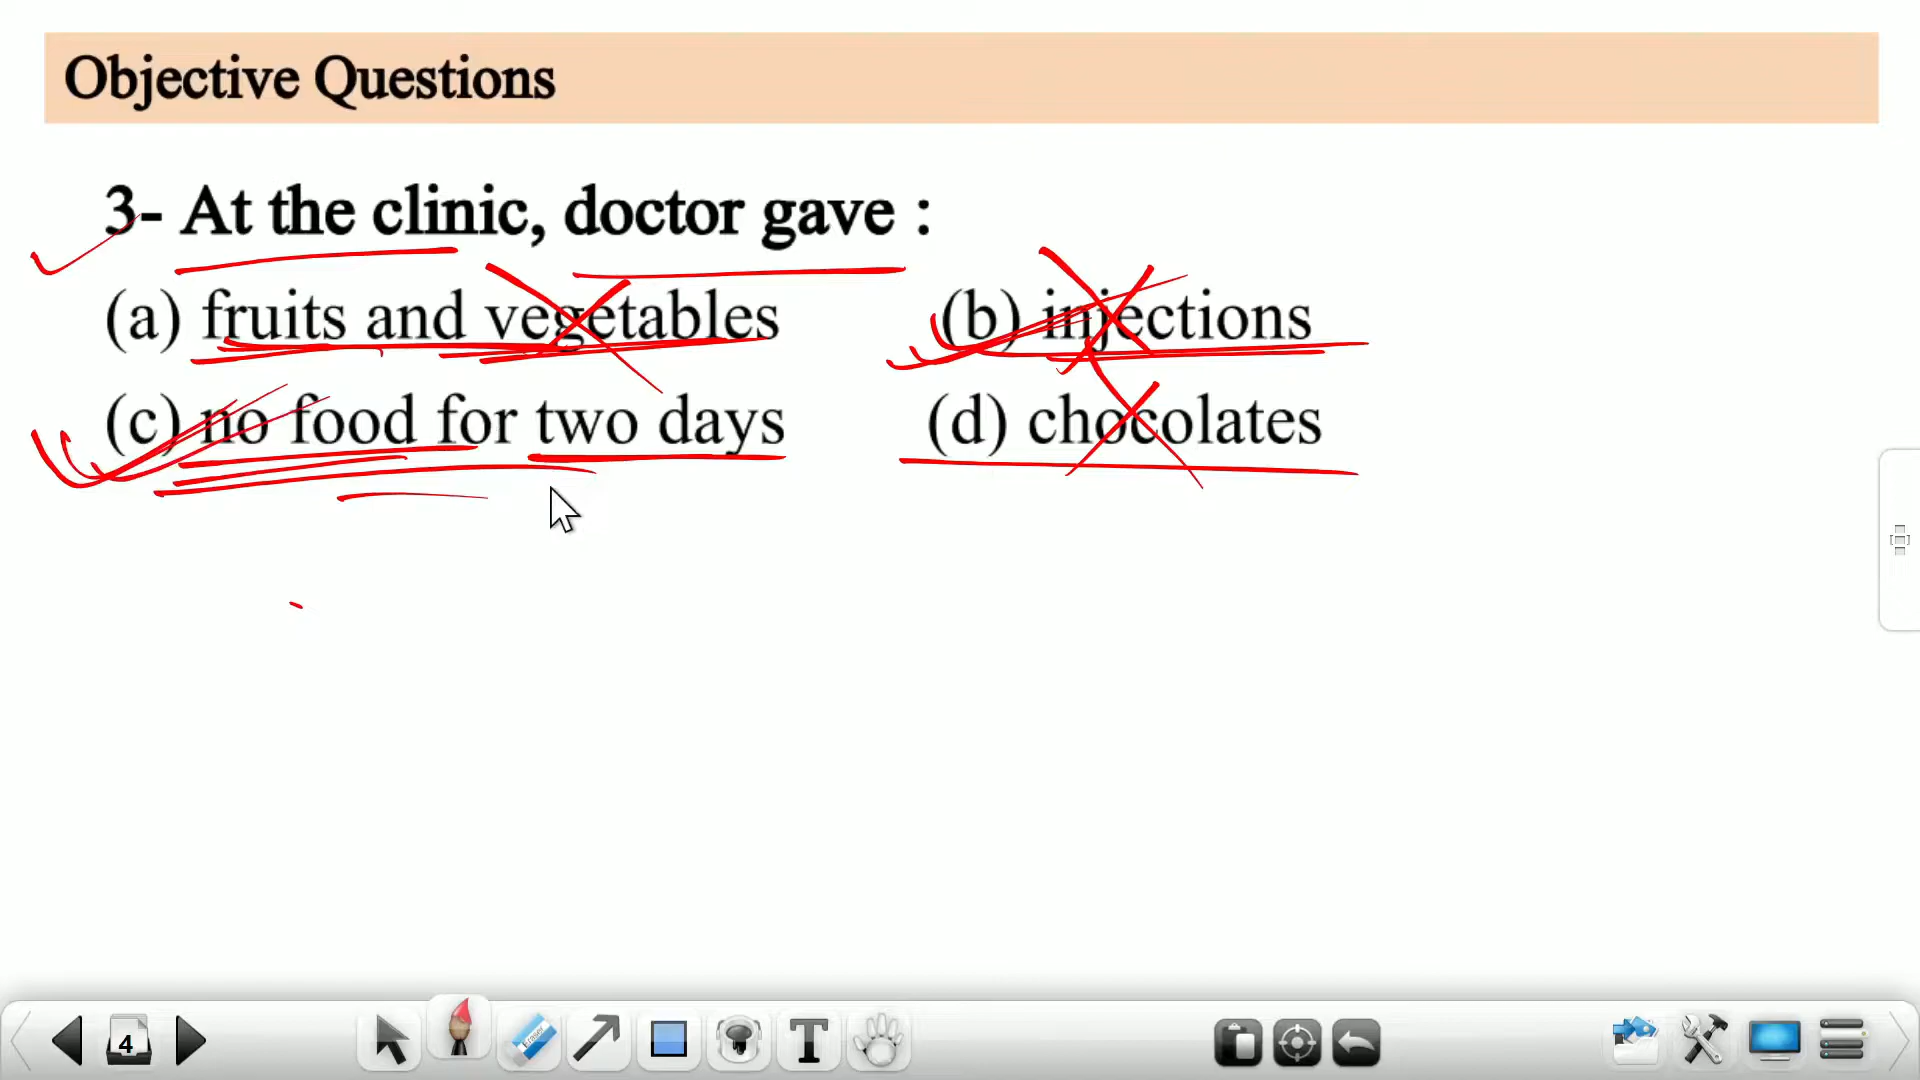 Objective Questions
3- At the clinic, doctor gave :
(a) fruits and vegetables (b) injections
(c) no food for two days (d) chocolates
4 T